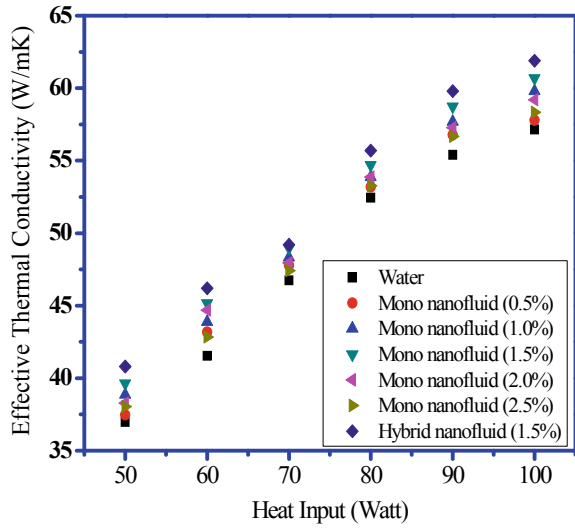 Effective Thermal Conductivity (W/mK)
65
60
55
50
45
40
35
50 60 70 80 90 100
Heat Input (Watt)
Water
Mono nanofluid (0.5%)
Mono nanofluid (1.0%)
Mono nanofluid (1.5%)
Mono nanofluid (2.0%)
Mono nanofluid (2.5%)
Hybrid nanofluid (1.5%)